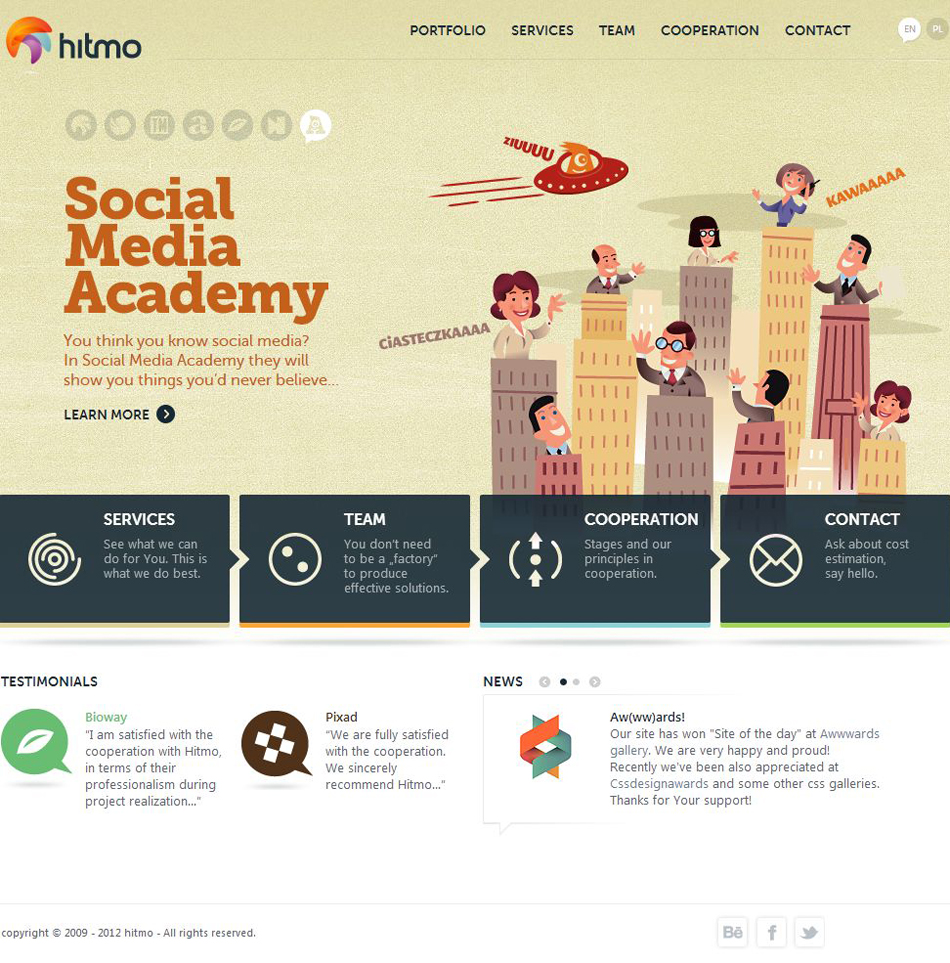 hitmo
PORTFOLIO SERVICES TEAM COOPERATION CONTACT
EN PL
ZIUUUU
KAWAAAAA
CiASTECZKAAAA
Social
Media
Academy
You think you know social media?
In Social Media Academy they will
show you things you'd never believe...
LEARN MORE
SERVICES
See what we can
do for You. This is
what we do best.
TEAM
You don't need
to be a „factory"
to produce
effective solutions.
COOPERATION
Stages and our
principles in
cooperation.
CONTACT
Ask about cost
estimation,
say hello.
TESTIMONIALS
Bioway
"I am satisfied with the
cooperation with Hitmo,
in terms of their
professionalism during
project realization..."
Pixad
"We are fully satisfied
with the cooperation.
We sincerely
recommend Hitmo..."
NEWS
Aw(ww)ards!
Our site has won "Site of the day" at Awwwards
gallery. We are very happy and proud!
Recently we've been also appreciated at
Cssdesignawards and some other css galleries.
Thanks for Your support!
copyright © 2009 - 2012 hitmo - All rights reserved.
Bē f